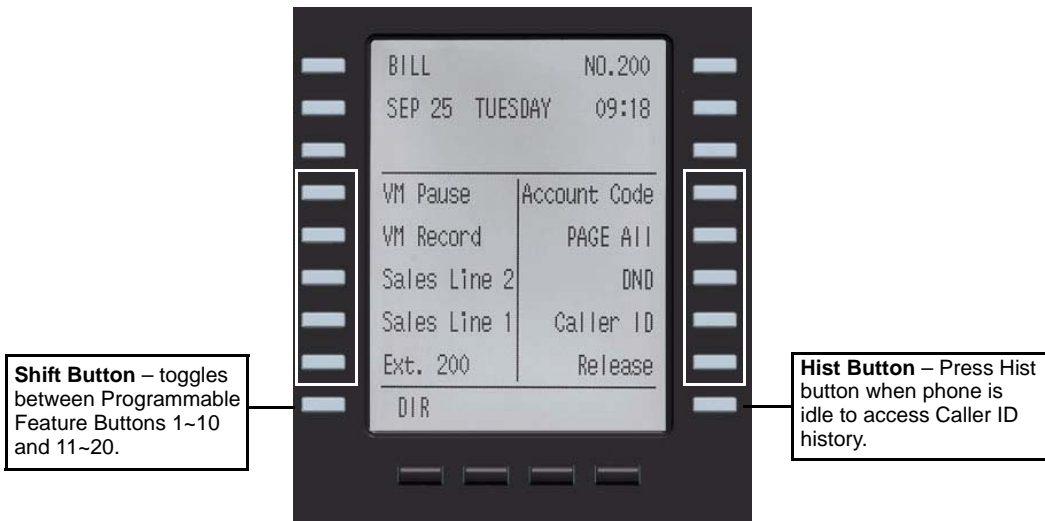 BILL NO.200
SEP 25 TUESDAY 09:18
VM Pause Account Code
VM Record PAGE All
Sales Line 2 DND
Sales Line 1 Caller ID
Ext. 200 Release
DIR
Shift Button – toggles
between Programmable
Feature Buttons 1~10
and 11~20.
Hist Button – Press Hist
button when phone is
idle to access Caller ID
history.